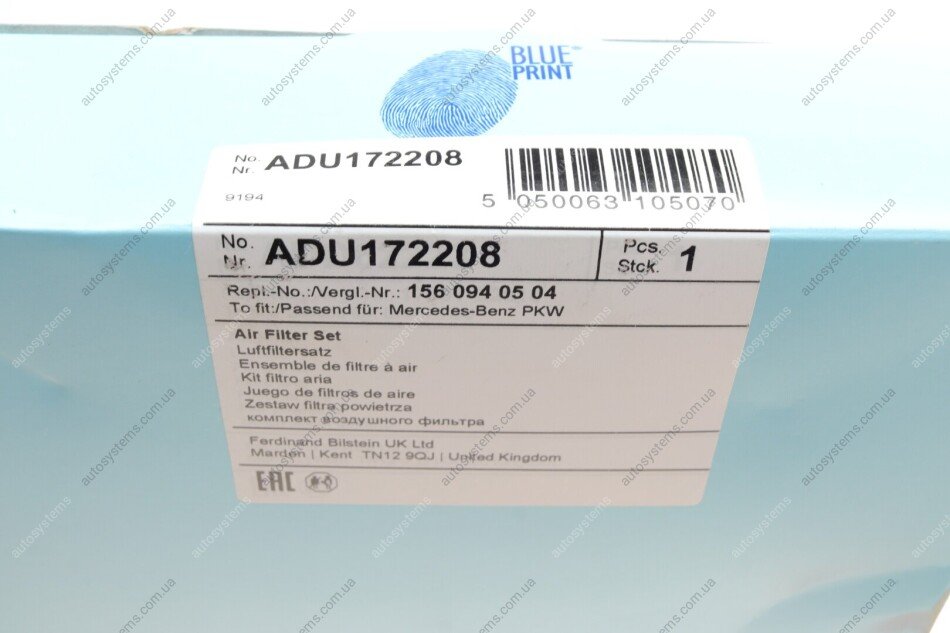 BLUE
PRINT
No.
Nr. ADU172208
9194
5 050063 105070
No.
Nr. ADU172208
Pcs.
Stck. 1
Repl.-No.:/Vergl.-Nr.: 156 094 05 04
To fit:/Passend für: Mercedes-Benz PKW
Air Filter Set
Luftfiltersatz
Ensemble de filtre à air
Kit filtro aria
Juego de filtros de aire
Zestaw filtra powietrza
комплект воздушного фильтра
Ferdinand Bilstein UK Ltd
Marden | Kent TN12 9QJ | United Kingdom
EAC
autosystems.com.ua